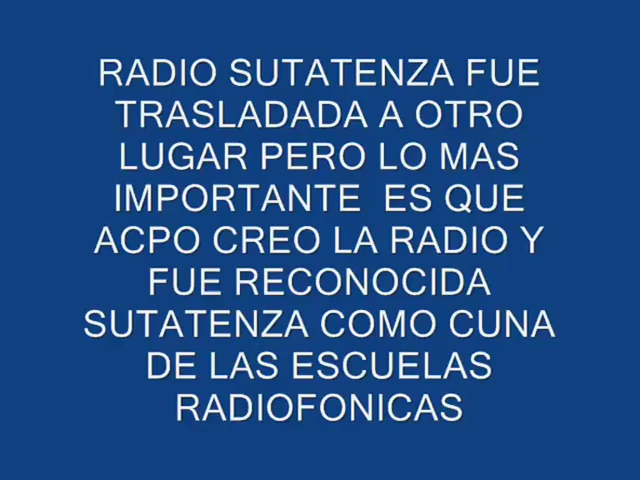 RADIO SUTATENZA FUE
TRASLADADA A OTRO
LUGAR PERO LO MAS
IMPORTANTE  ES QUE
ACPO CREO LA RADIO Y
FUE RECONOCIDA
SUTATENZA COMO CUNA
DE LAS ESCUELAS
RADIOFONICAS